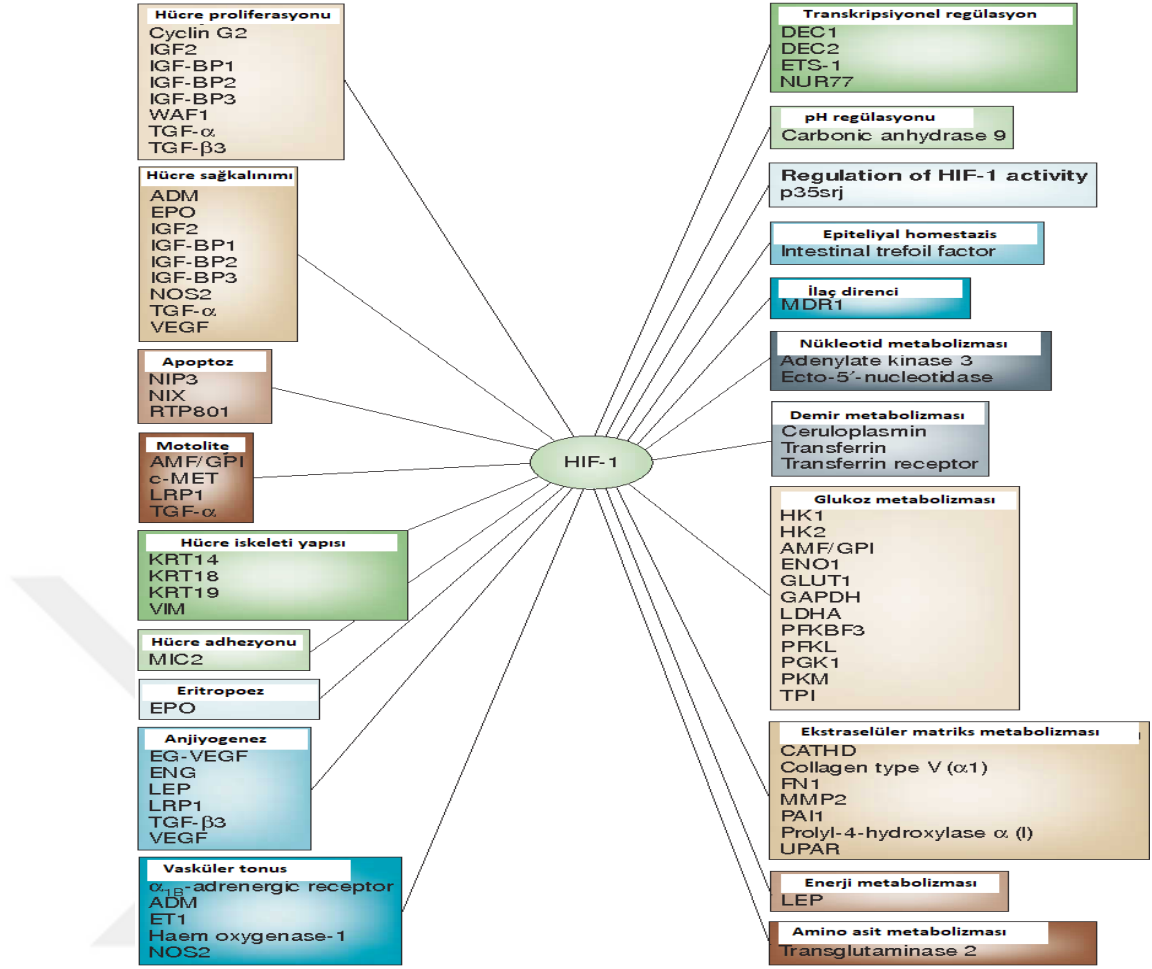 Hücre proliferasyonu
Cyclin G2
IGF2
IGF-BP1
IGF-BP2
IGF-BP3
WAF1
TGF-α
TGF-β3
Hücre sağkalınımı
ADM
EPO
IGF2
IGF-BP1
IGF-BP2
IGF-BP3
NOS2
TGF-α
VEGF
Apoptoz
NIP3
NIX
RTP801
Motolite
AMF/GPI
c-MET
LRP1
TGF-α
Hücre iskeleti yapısı
KRT14
KRT18
KRT19
VIM
Hücre adhezyonu
MIC2
Eritropoez
EPO
Anjiyogenez
EG-VEGF
ENG
LEP
LRP1
TGF-β3
VEGF
Vasküler tonus
α1B-adrenergic receptor
ADM
ET1
Haem oxygenase-1
NOS2
HIF-1
Transkripsiyonel regülasyon
DEC1
DEC2
ETS-1
NUR77
pH regülasyonu
Carbonic anhydrase 9
Regulation of HIF-1 activity
p35srj
Epiteliyal homestazis
Intestinal trefoil factor
İlaç direnci
MDR1
Nükleotid metabolizması
Adenylate kinase 3
Ecto-5′-nucleotidase
Demir metabolizması
Ceruloplasmin
Transferrin
Transferrin receptor
Glukoz metabolizması
HK1
HK2
AMF/GPI
ENO1
GLUT1
GAPDH
LDHA
PFKBF3
PFKL
PGK1
PKM
TPI
Ekstraselüler matriks metabolizması
CATHD
Collagen type V (α1)
FN1
MMP2
PAI1
Prolyl-4-hydroxylase α (I)
UPAR
Enerji metabolizması
LEP
Amino asit metabolizması
Transglutaminase 2